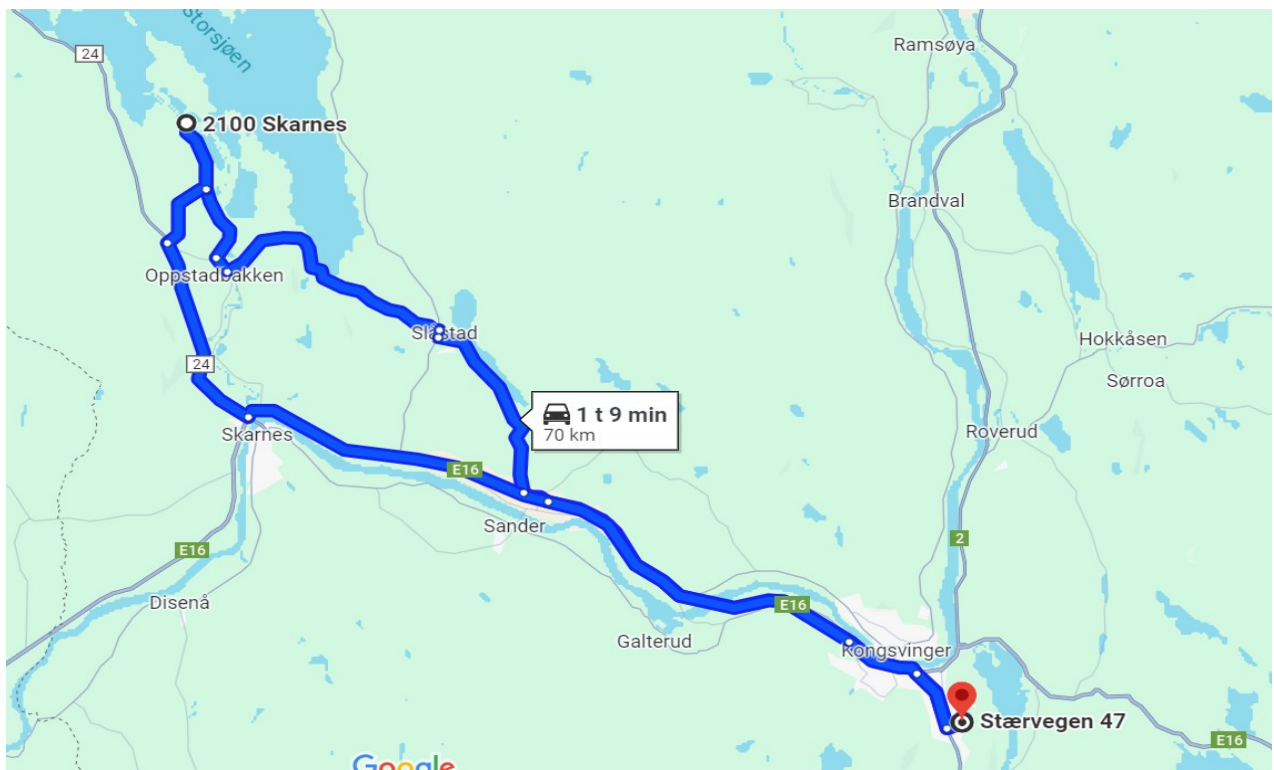 Storsjøen
24
Ramsøya
2100 Skarnes
Brandval
Oppstadbakken
Slåstad
Hokkåsen
24
Sørroa
1 t 9 min
70 km
Skarnes
Roverud
E16
Sander
2
E16
Disenå
E16
Galterud
Kongsvinger
Stærvegen 47
E16
Google